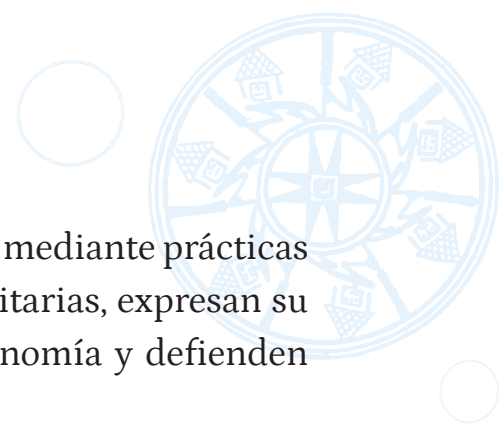 mediante prácticas
itarias, expresan su
nomía y defienden